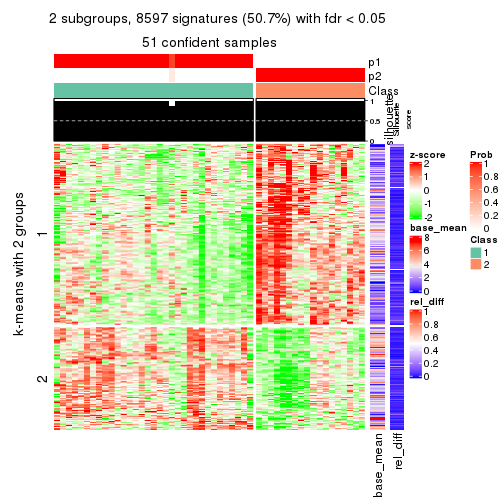 2 subgroups, 8597 signatures (50.7%) with fdr < 0.05
51 confident samples
p1
p2
Class
silhouette
Silhouette
score
1
0.5
0
k-means with 2 groups
1
2
base_mean
rel_diff
z-score
2
1
0
-1
-2
base_mean
8
6
4
2
0
rel_diff
1
0.8
0.6
0.4
0.2
0
Prob
1
0.8
0.6
0.4
0.2
0
Class
1
2